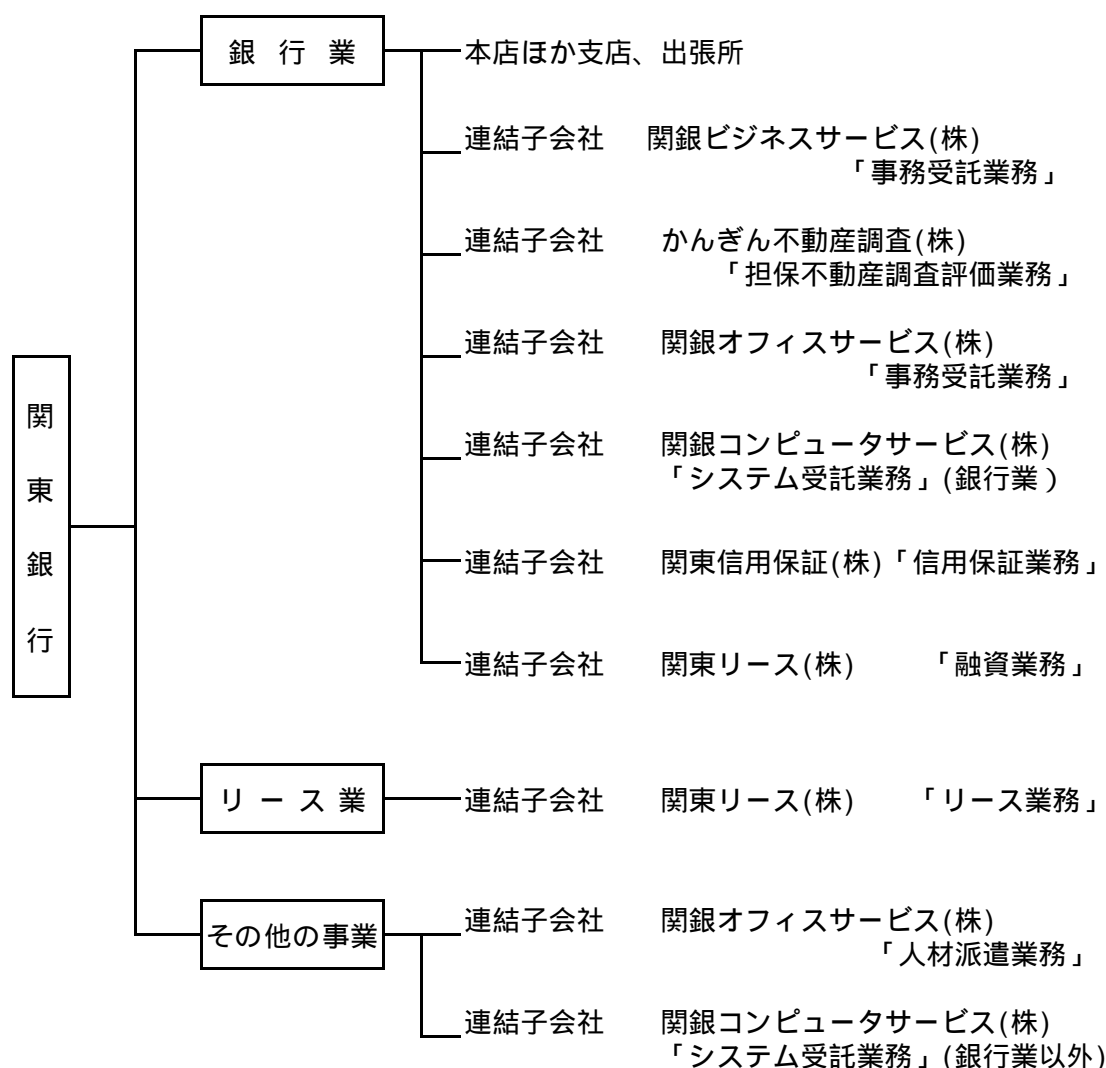 銀行業 本店ほか支店、出張所
連結子会社 関銀ビジネスサービス(株)
「事務受託業務」
連結子会社 かんぎん不動産調査(株)
「担保不動産調査評価業務」
連結子会社 関銀オフィスサービス(株)
「事務受託業務」
関東銀行
連結子会社 関銀コンピュータサービス(株)
「システム受託業務」(銀行業)
連結子会社 関東信用保証(株)「信用保証業務」
連結子会社 関東リース(株) 「融資業務」
リース業 連結子会社 関東リース(株) 「リース業務」
その他の事業 連結子会社 関銀オフィスサービス(株)
「人材派遣業務」
連結子会社 関銀コンピュータサービス(株)
「システム受託業務」(銀行業以外)